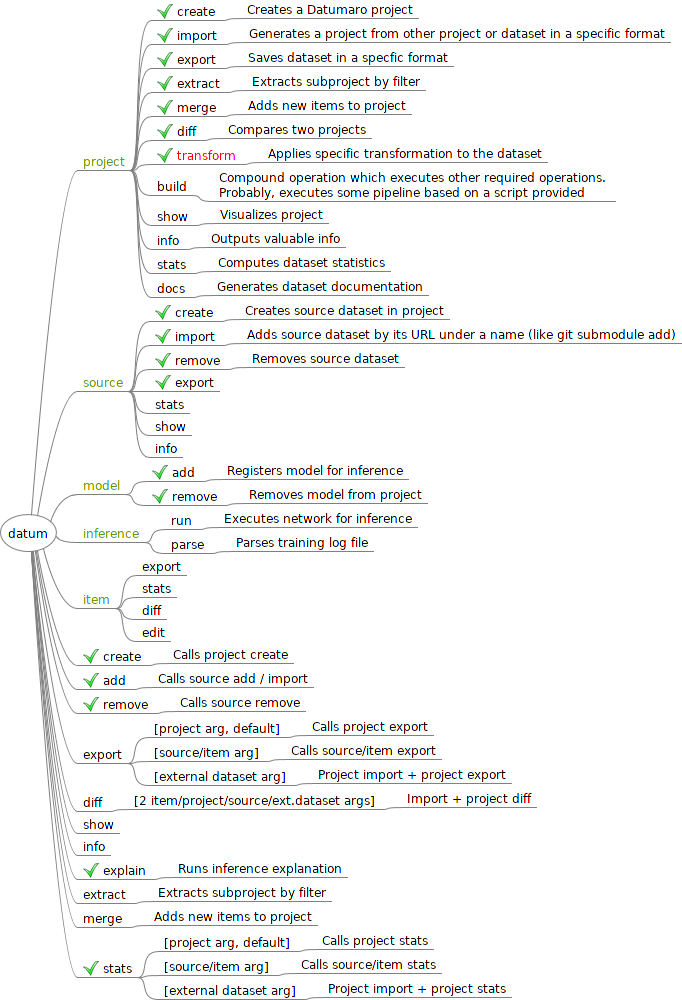 datum
project
create Creates a Datumaro project
import Generates a project from other project or dataset in a specific format
export Saves dataset in a specfic format
extract Extracts subproject by filter
merge Adds new items to project
diff Compares two projects
transform Applies specific transformation to the dataset
build Compound operation which executes other required operations.
Probably, executes some pipeline based on a script provided
show Visualizes project
info Outputs valuable info
stats Computes dataset statistics
docs Generates dataset documentation
source
create Creates source dataset in project
import Adds source dataset by its URL under a name (like git submodule add)
remove Removes source dataset
export
stats
show
info
model
add Registers model for inference
remove Removes model from project
inference
run Executes network for inference
parse Parses training log file
item
export
stats
diff
edit
create Calls project create
add Calls source add / import
remove Calls source remove
export
[project arg, default] Calls project export
[source/item arg] Calls source/item export
[external dataset arg] Project import + project export
diff [2 item/project/source/ext.dataset args] Import + project diff
show
info
explain Runs inference explanation
extract Extracts subproject by filter
merge Adds new items to project
stats
[project arg, default] Calls project stats
[source/item arg] Calls source/item stats
[external dataset arg] Project import + project stats